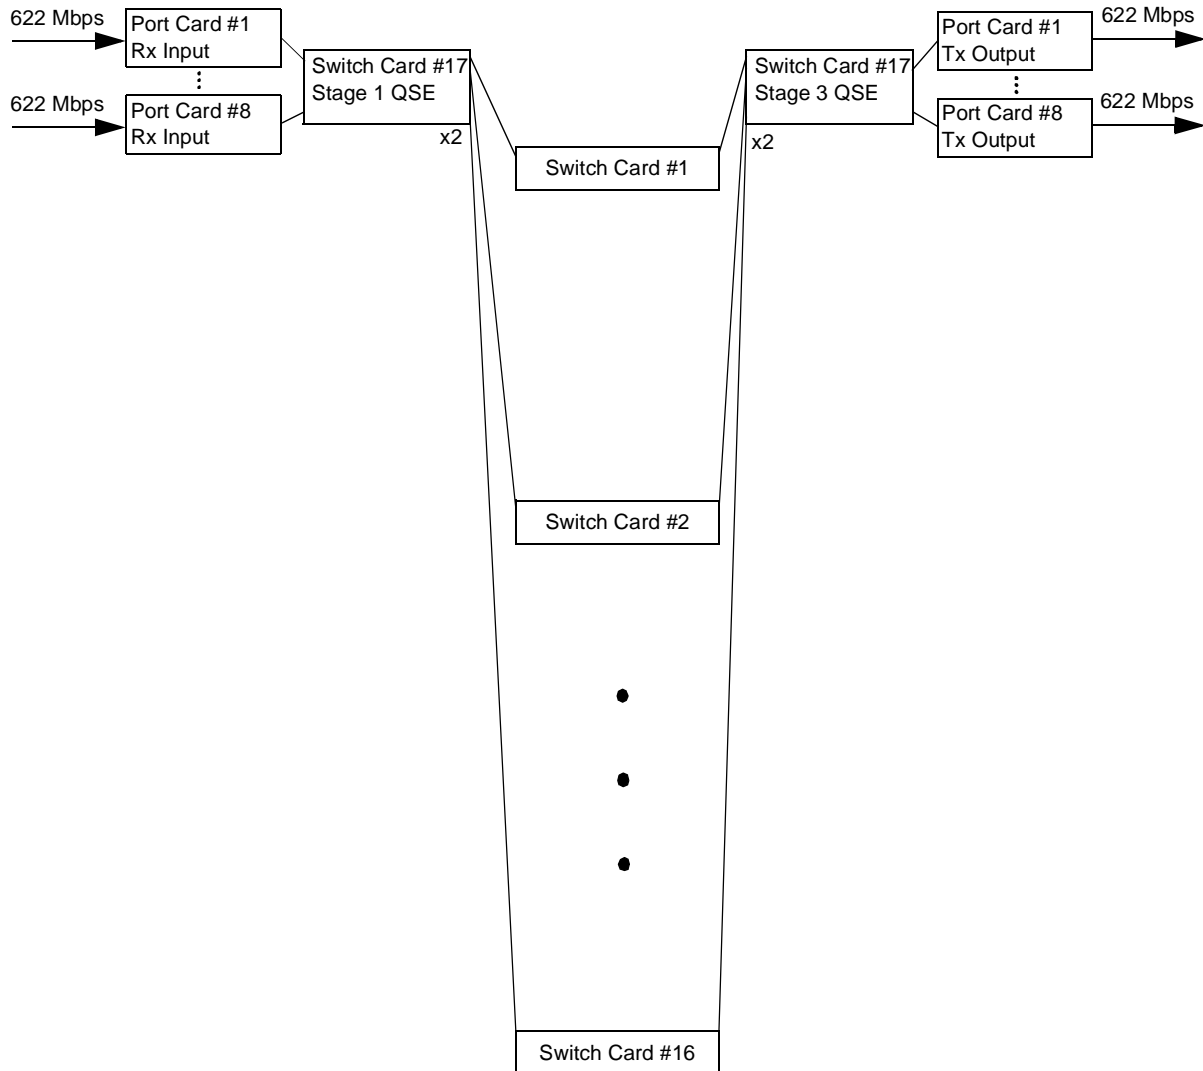 622 Mbps
Port Card #1
Rx Input
622 Mbps
Port Card #8
Rx Input
Switch Card #17
Stage 1 QSE
x2
Switch Card #1
Switch Card #2
Switch Card #16
Switch Card #17
Stage 3 QSE
x2
Port Card #1
Tx Output
622 Mbps
Port Card #8
Tx Output
622 Mbps